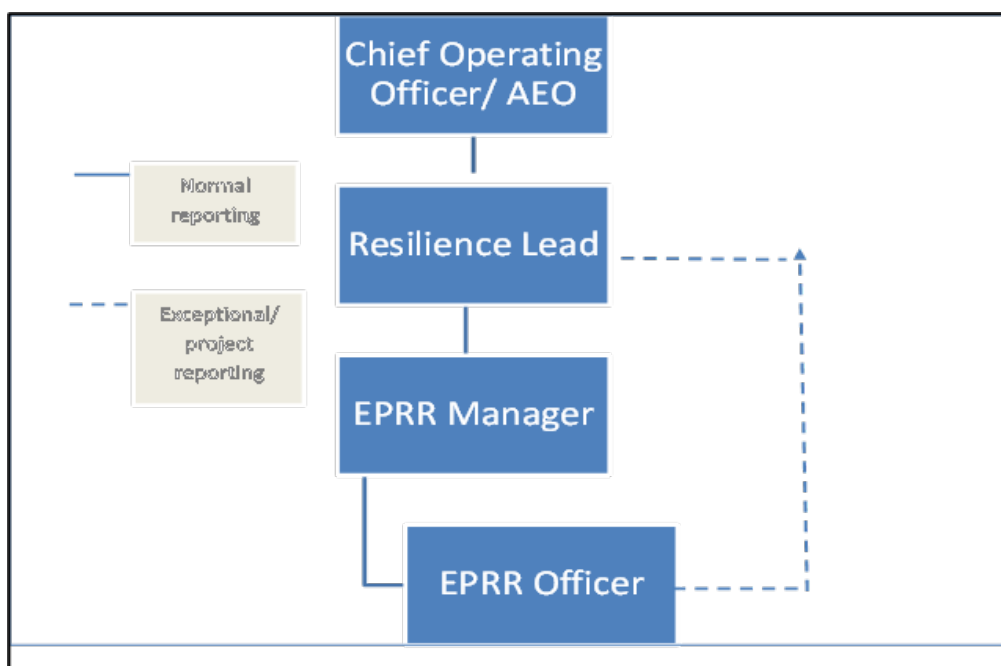 Chief Operating
Officer/ AEO
Normal
reporting
Resilience Lead
Exceptional/
project
reporting
EPRR Manager
EPRR Officer